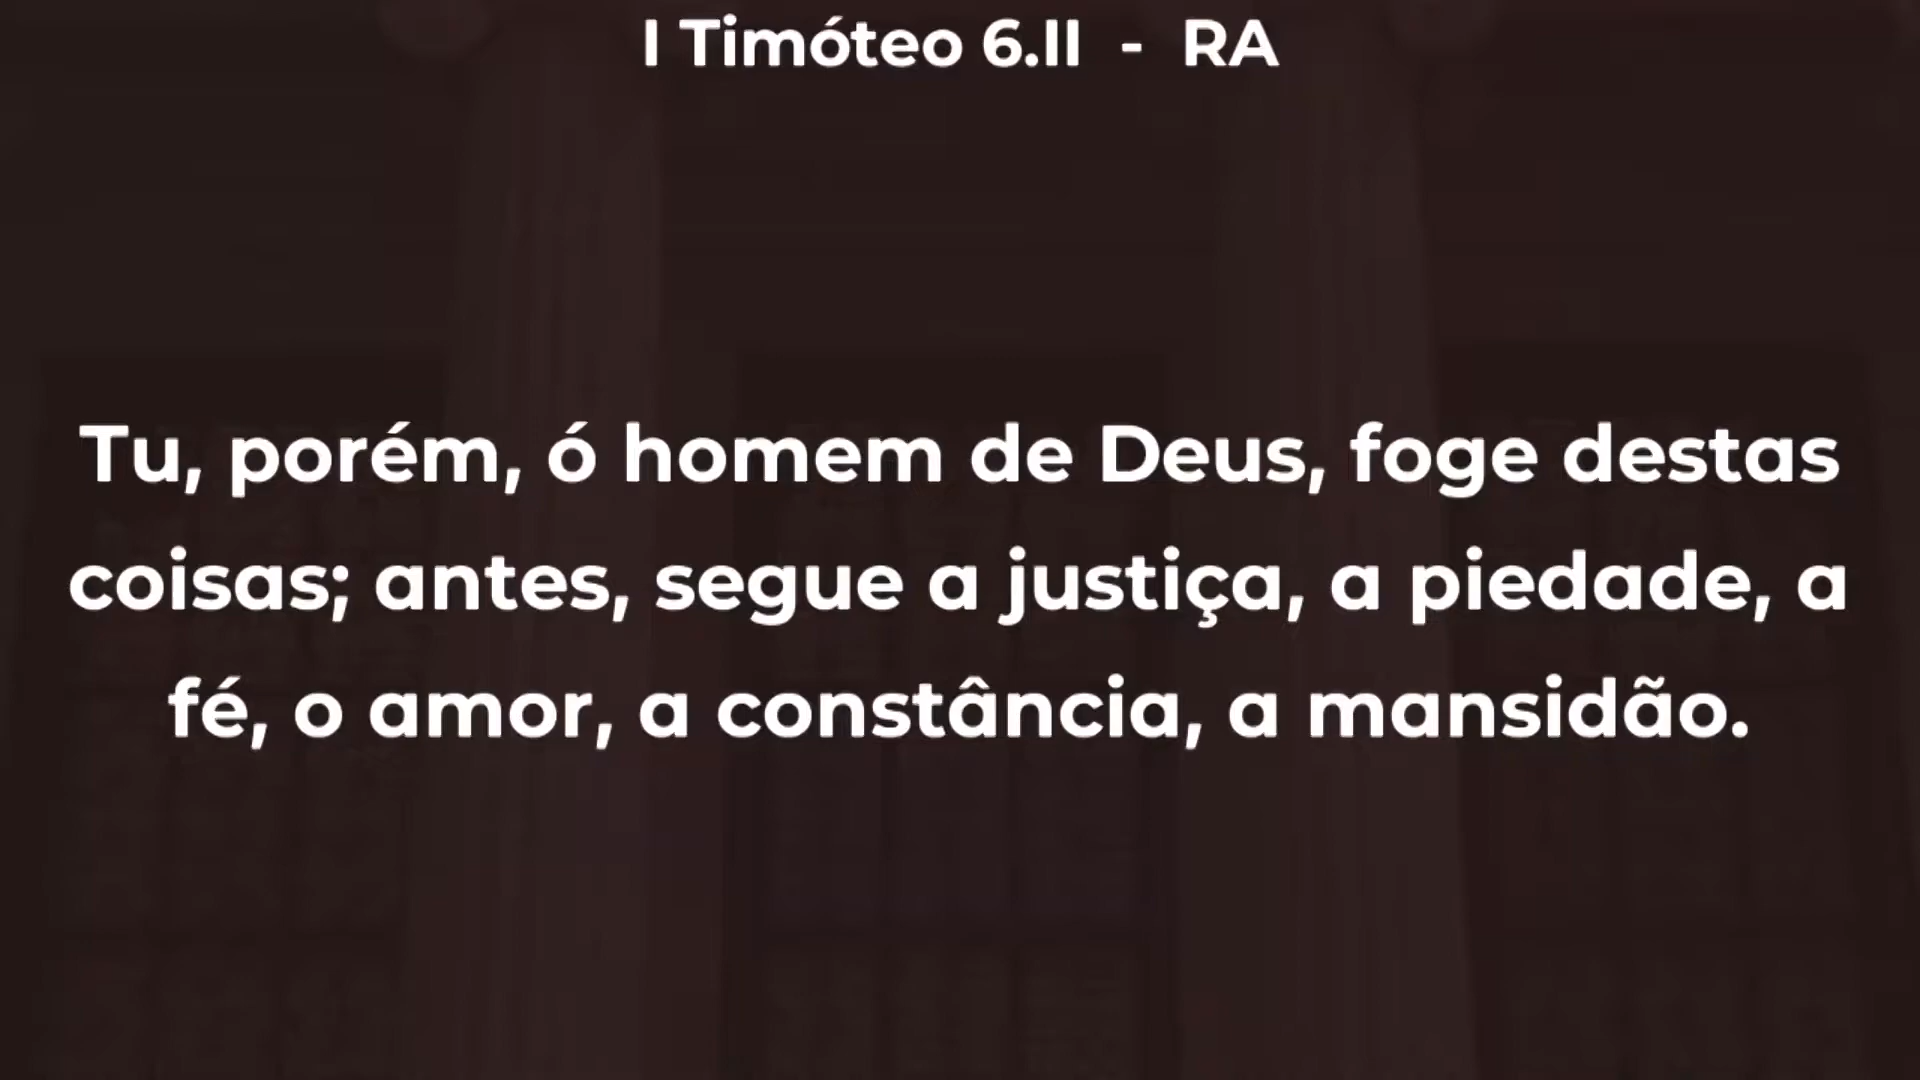 I Timóteo 6.II - RA
Tu, porém, ó homem de Deus, foge destas
coisas; antes, segue a justiça, a piedade, a
fé, o amor, a constância, a mansidão.